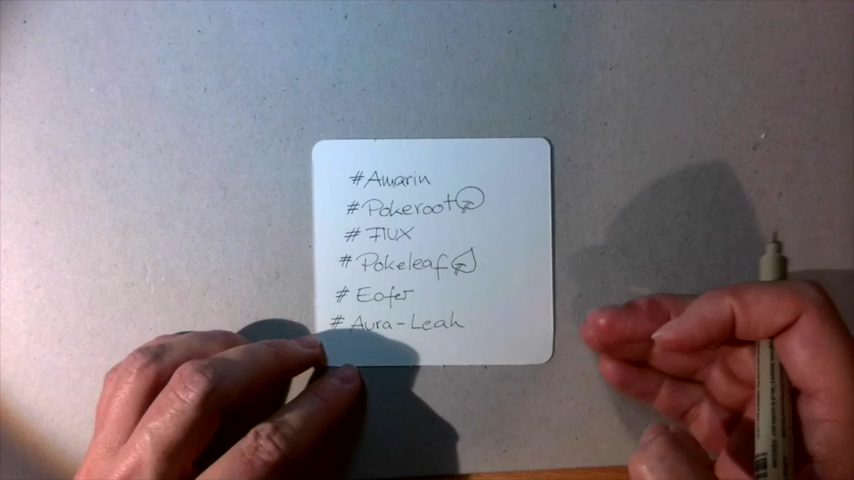 #Amarin
#Pokeroot
#FlUX
#Pokeleaf
#Eofer
#Aura-Leah